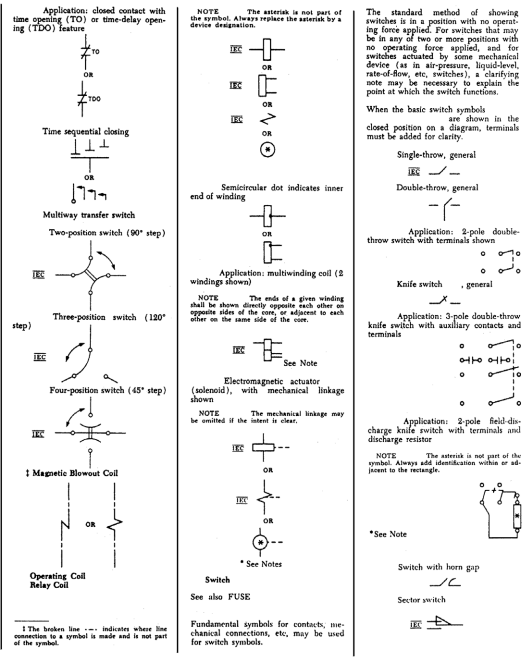 Application: closed contact with
time opening (TO) or time-delay open-
ing (TDO) feature
TO
OR
TDO
Time sequential closing
OR
Multiway transfer switch
Two-position switch (90° step)
IEC
Three-position switch (120°
step)
IEC
Four-position switch (45° step)
IEC
‡ Magnetic Blowout Coil
OR
Operating Coil
Relay Coil
‡ The broken line -·-- indicates where line
connection to a symbol is made and is not part
of the symbol.
NOTE The asterisk is not part of
the symbol. Always replace the asterisk by a
device designation.
IEC
OR
IEC
OR
IEC
OR
*
Semicircular dot indicates inner
end of winding
OR
Application: multiwinding coil (2
windings shown)
NOTE The ends of a given winding
shall be shown directly opposite each other on
opposite sides of the core, or adjacent to each
other on the same side of the core.
IEC
See Note
Electromagnetic actuator
(solenoid), with mechanical linkage
shown
NOTE The mechanical linkage may
be omitted if the intent is clear.
IEC
OR
IEC
OR
*
* See Notes
Switch
See also FUSE
Fundamental symbols for contacts, me-
chanical connections, etc, may be used
for switch symbols.
The standard method of showing
switches is in a position with no operat-
ing force applied. For switches that may
be in any of two or more positions with
no operating force applied, and for
switches actuated by some mechanical
device (as in air-pressure, liquid-level,
rate-of-flow, etc, switches), a clarifying
note may be necessary to explain the
point at which the switch functions.
When the basic switch symbols
are shown in the
closed position on a diagram, terminals
must be added for clarity.
Single-throw, general
IEC
Double-throw, general
Application: 2-pole double-
throw switch with terminals shown
Knife switch , general
Application: 3-pole double-throw
knife switch with auxiliary contacts and
terminals
Application: 2-pole field-dis-
charge knife switch with terminals and
discharge resistor
NOTE The asterisk is not part of the
symbol. Always add identification within or ad-
jacent to the rectangle.
*
*See Note
Switch with horn gap
Sector switch
IEC